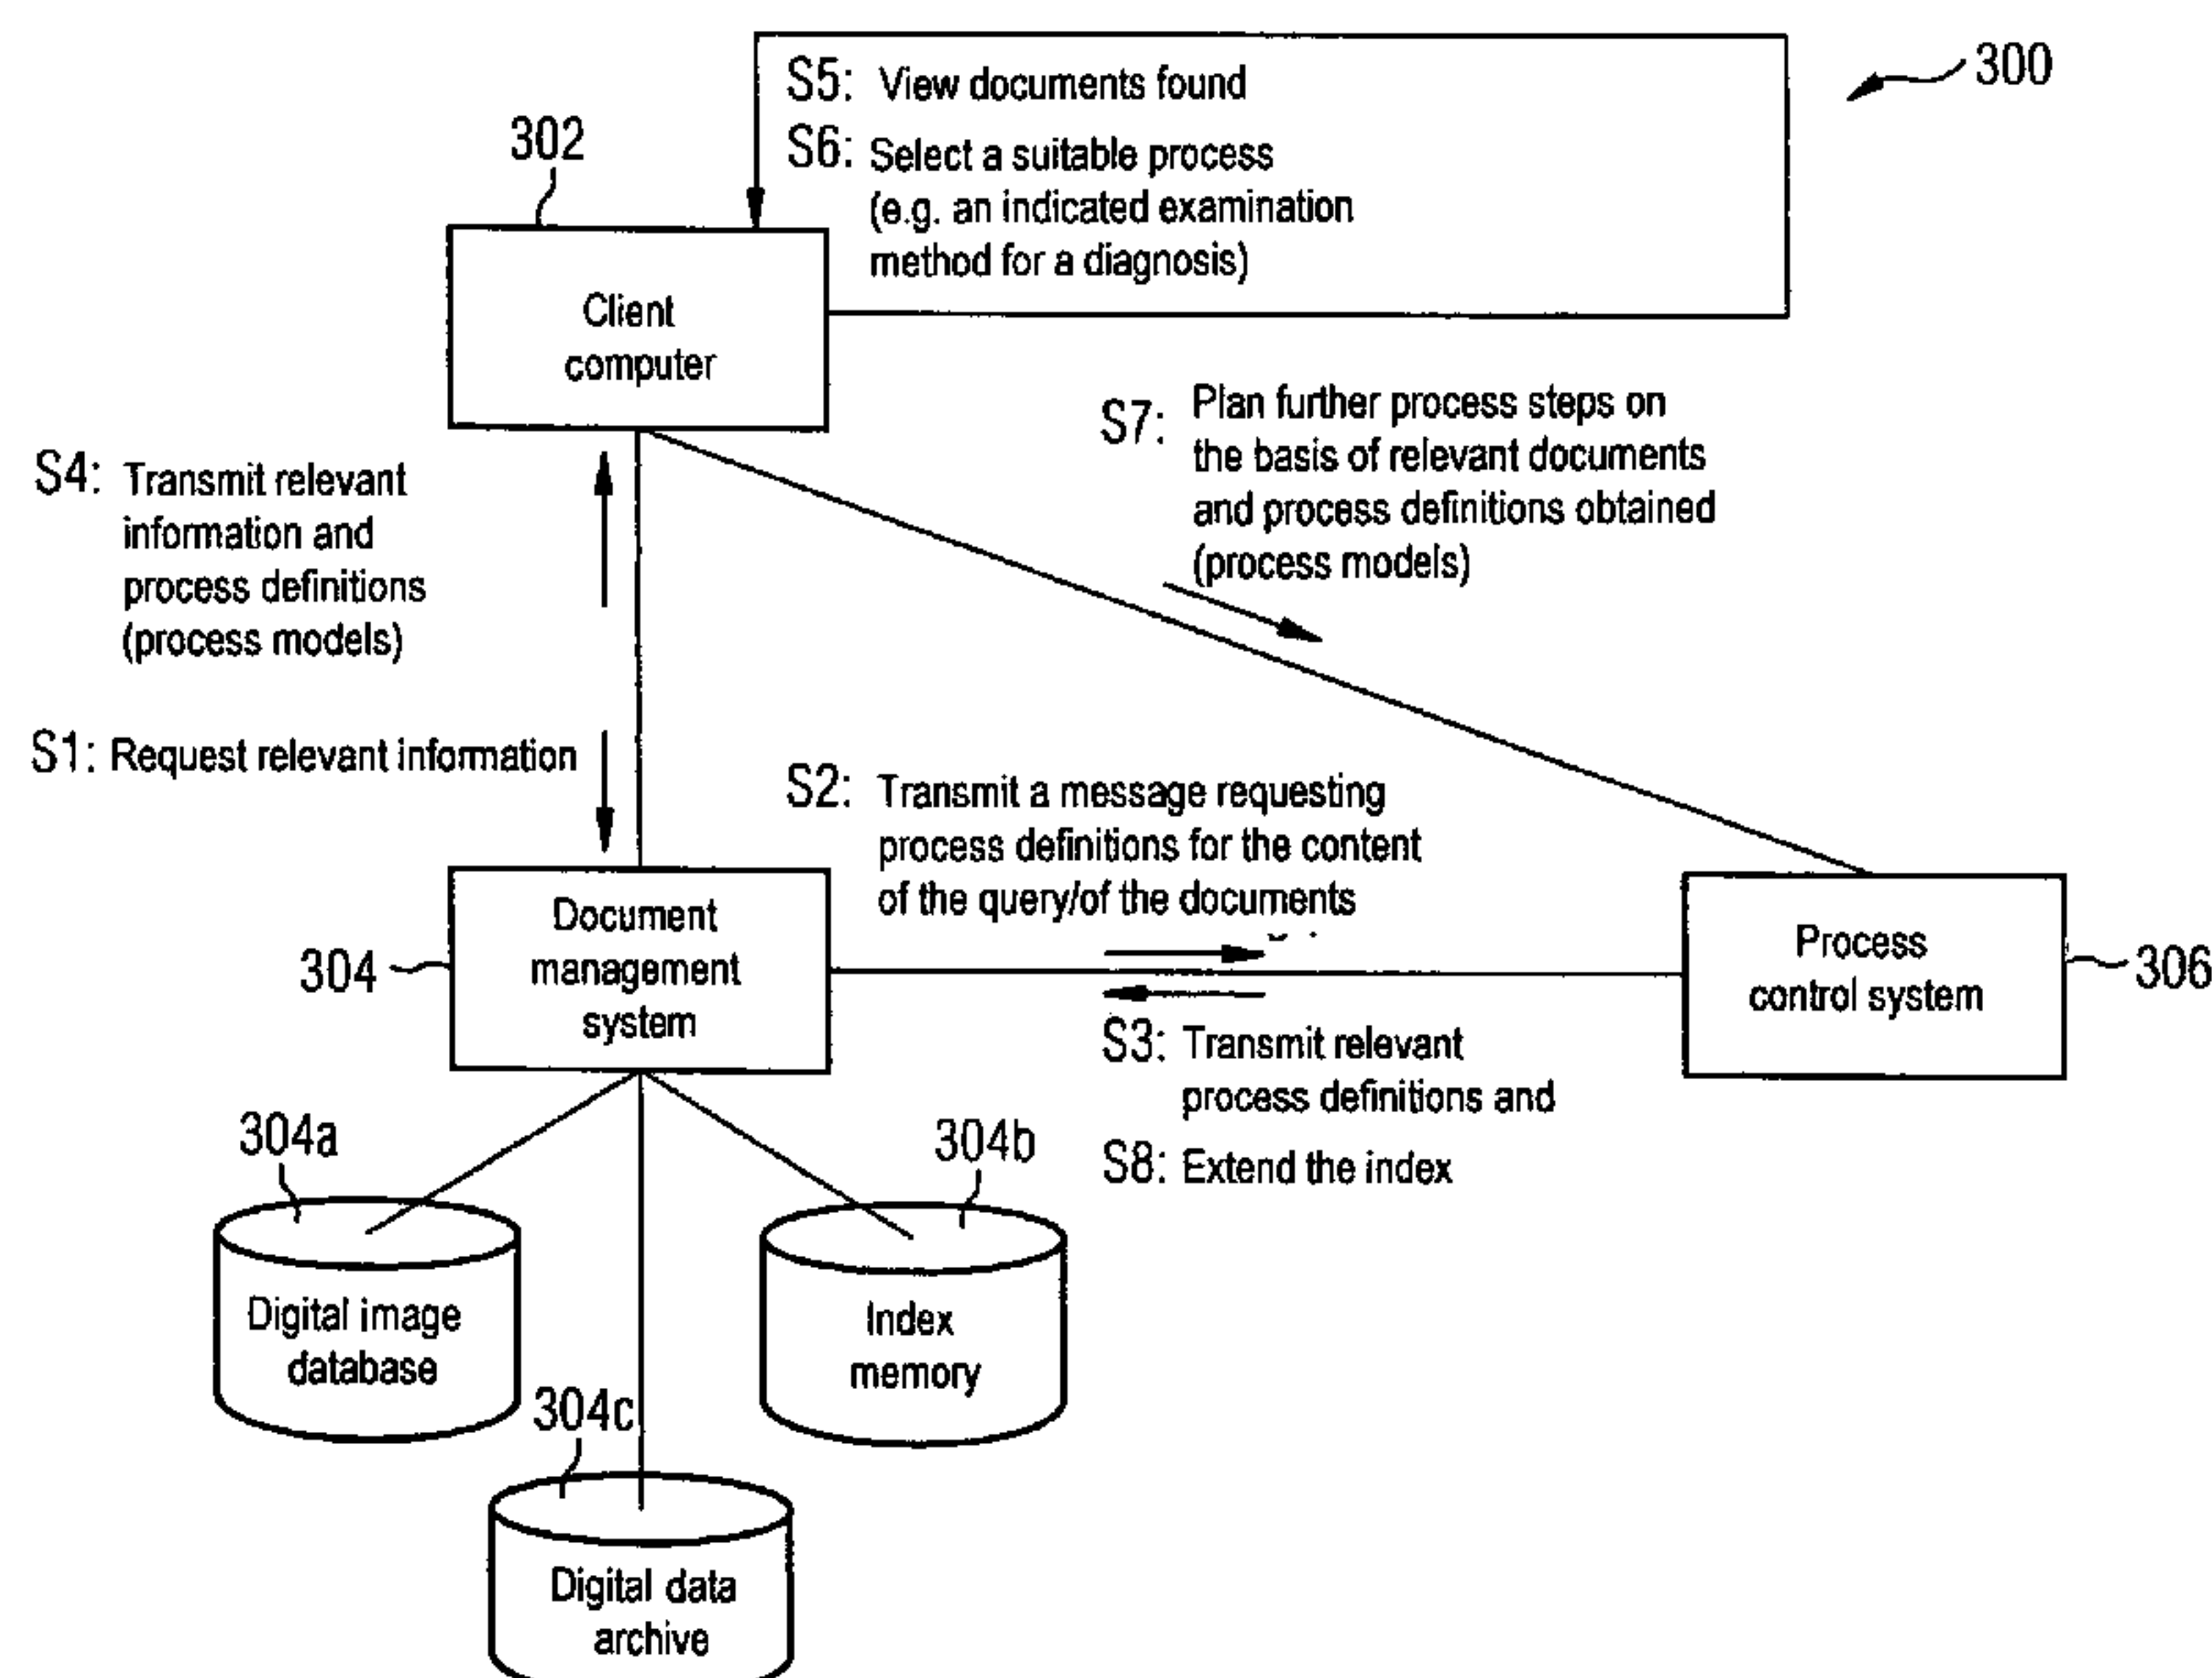 300
S5: View documents found
S6: Select a suitable process
(e.g. an indicated examination
method for a diagnosis)
302
Client
computer
S7: Plan further process steps on
the basis of relevant documents
and process definitions obtained
(process models)
S4: Transmit relevant
information and
process definitions
(process models)
S1: Request relevant information
S2: Transmit a message requesting
process definitions for the content
of the query/of the documents
304
Document
management
system
Process
control system
306
S3: Transmit relevant
process definitions and
S8: Extend the index
304a
304b
Digital image
database
Index
memory
304c
Digital data
archive